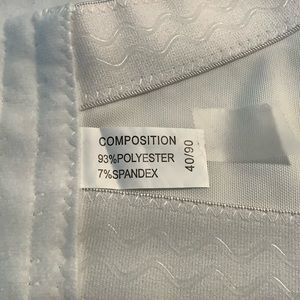 COMPOSITION
93%POLYESTER
7%SPANDEX
40/90